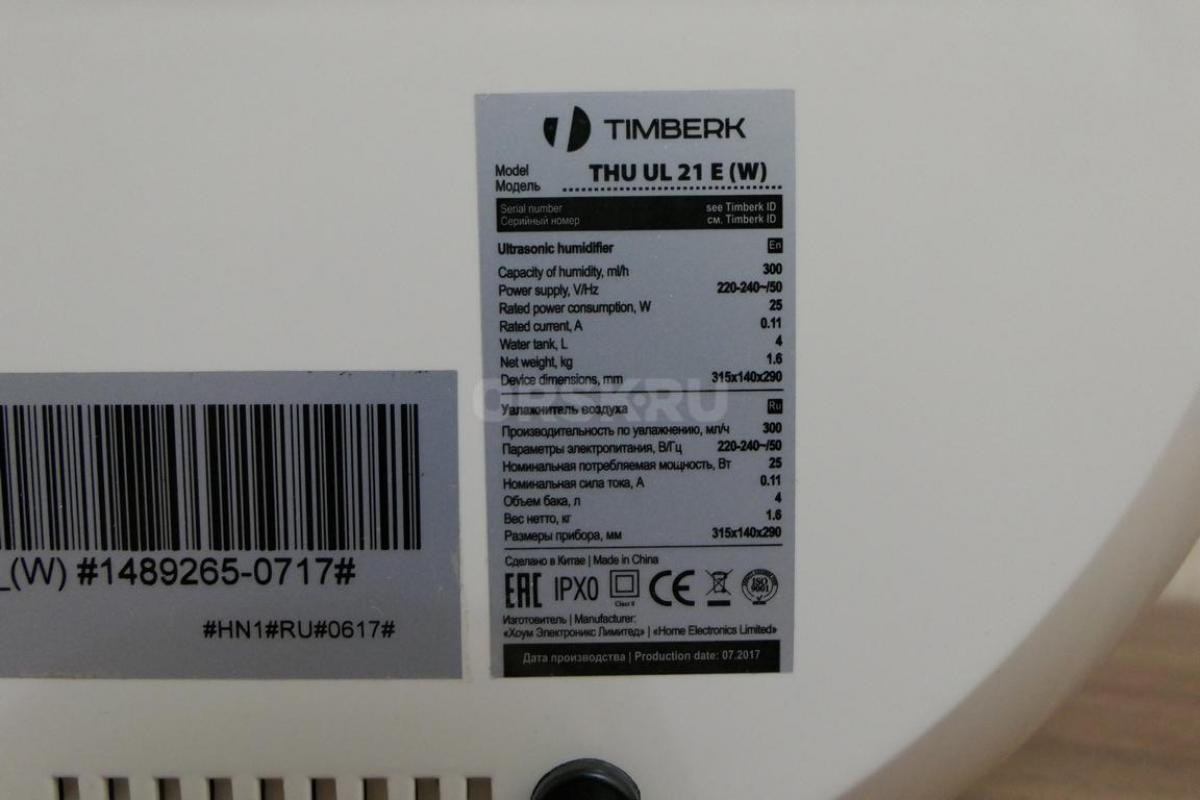 TIMBERK
Model THU UL 21 E (W)
Модель
Serial number see Timberk ID
Серийный номер см. Timberk ID
Ultrasonic humidifier En
Capacity of humidity, ml/h 300
Power supply, V/Hz 220-240~/50
Rated power consumption, W 25
Rated current, A 0.11
Water tank, L 4
Net weight, kg 1.6
Device dimensions, mm 315x140x290
ORSK.RU
Увлажнитель воздуха Ru
Производительность по увлажнению, мл/ч 300
Параметры электропитания, В/Гц 220-240~/50
Номинальная потребляемая мощность, Вт 25
Номинальная сила тока, А 0.11
Объем бака, л 4
Вес нетто, кг 1.6
Размеры прибора, мм 315x140x290
Сделано в Китае | Made in China
EAC IPX0 Class II CE ISO 9001
Изготовитель | Manufacturer:
«Хоум Электроникс Лимитед» | «Home Electronics Limited»
Дата производства | Production date: 07.2017
_(W) #1489265-0717#
#HN1#RU#0617#